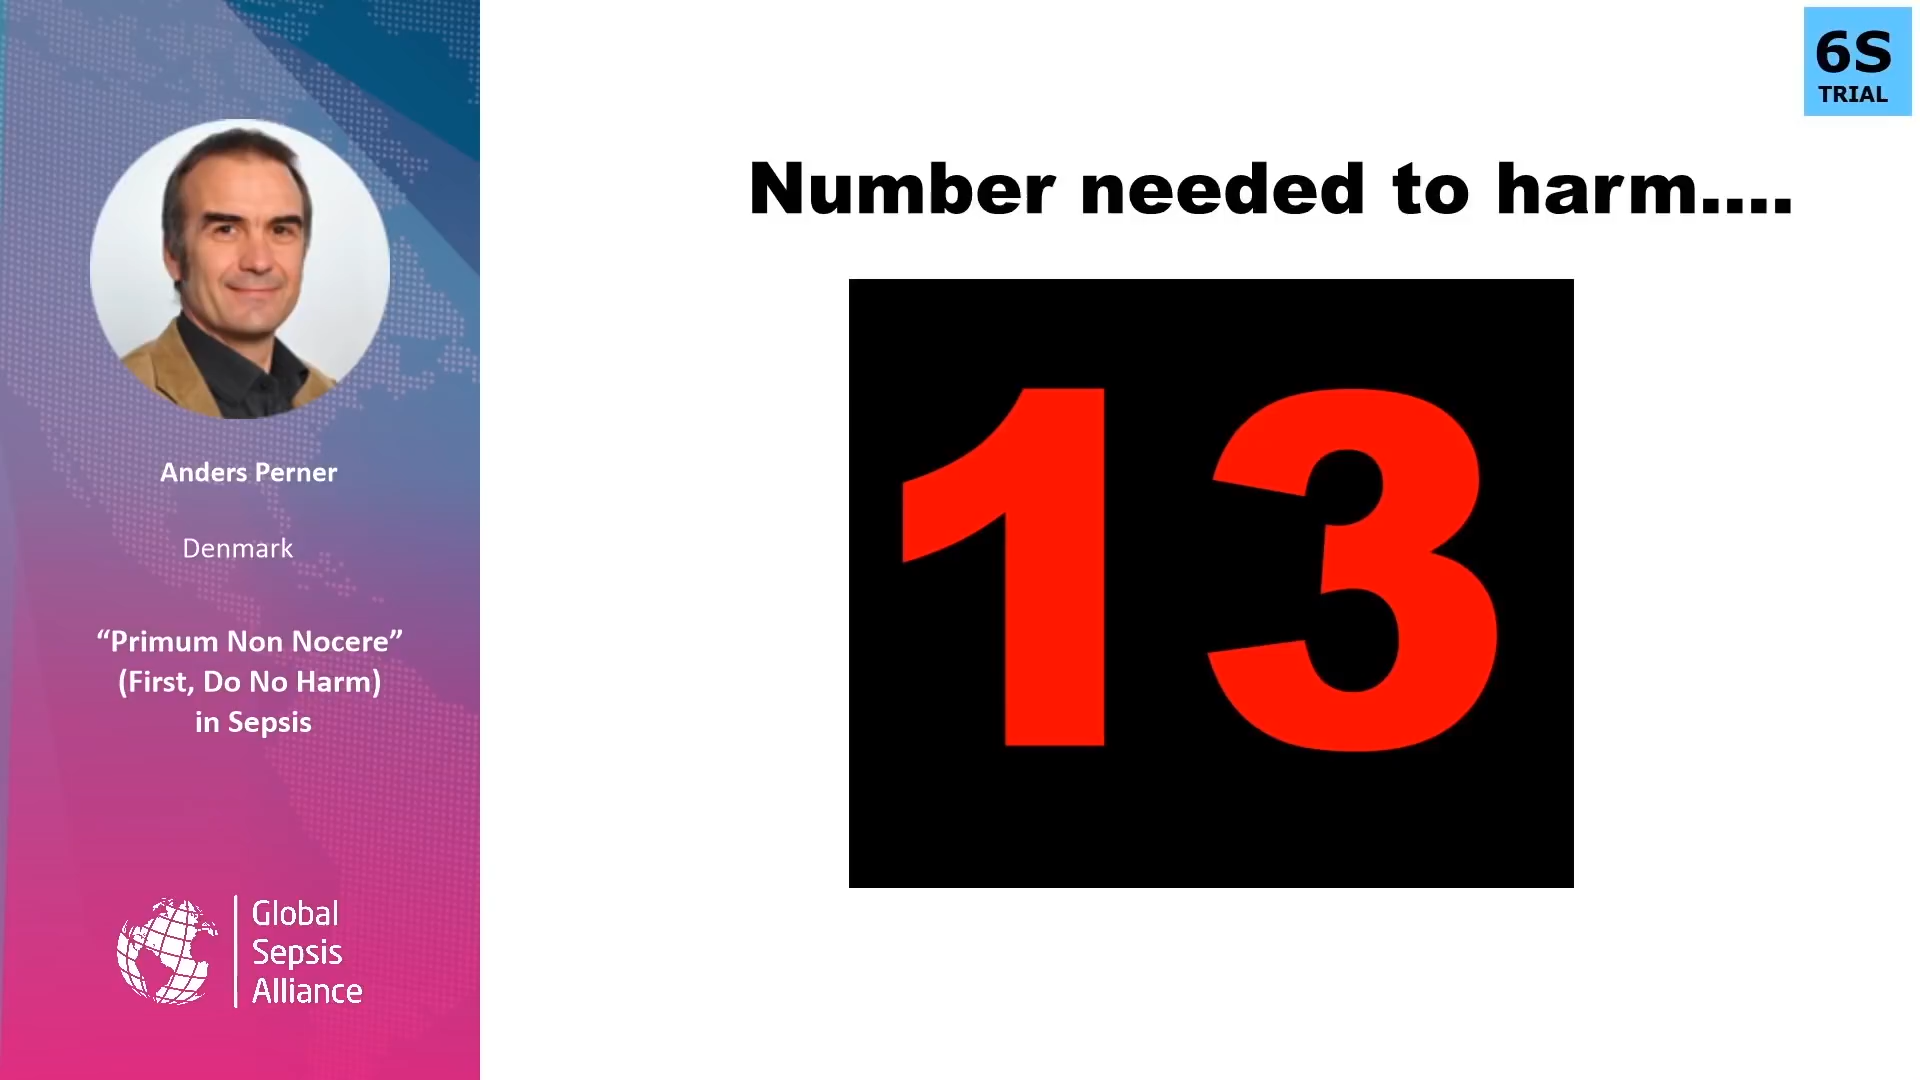 Anders Perner
Denmark
“Primum Non Nocere”
(First, Do No Harm)
in Sepsis
Global
Sepsis
Alliance
6S
TRIAL
Number needed to harm....
13